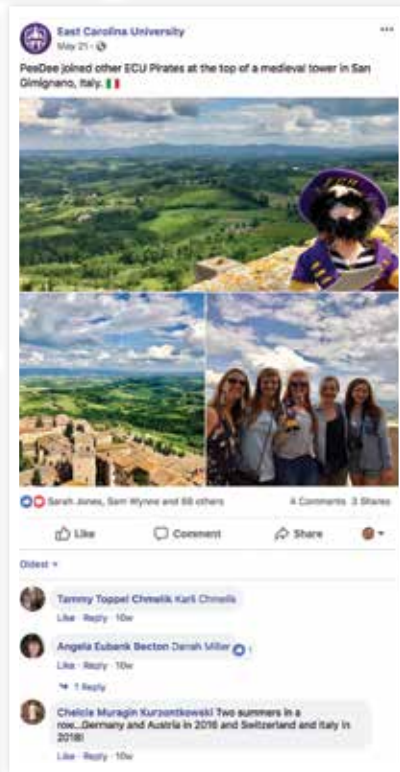 East Carolina University
May 21 ·
PeeDee joined other ECU Pirates at the top of a medieval tower in San
Gimignano, Italy. 🇮🇹
Sarah Jones, Sam Wynne and 68 others
4 Comments 3 Shares
Like
Comment
Share
Oldest
Tammy Toppel Chmelik Karli Chmelik
Like · Reply · 10w
Angela Eubank Becton Danah Miller
1
Like · Reply · 10w
1 Reply
Chelcie Muragin Kurzontkowski Two summers in a
row...Germany and Austria in 2016 and Switzerland and Italy in
2018!
Like · Reply · 10w